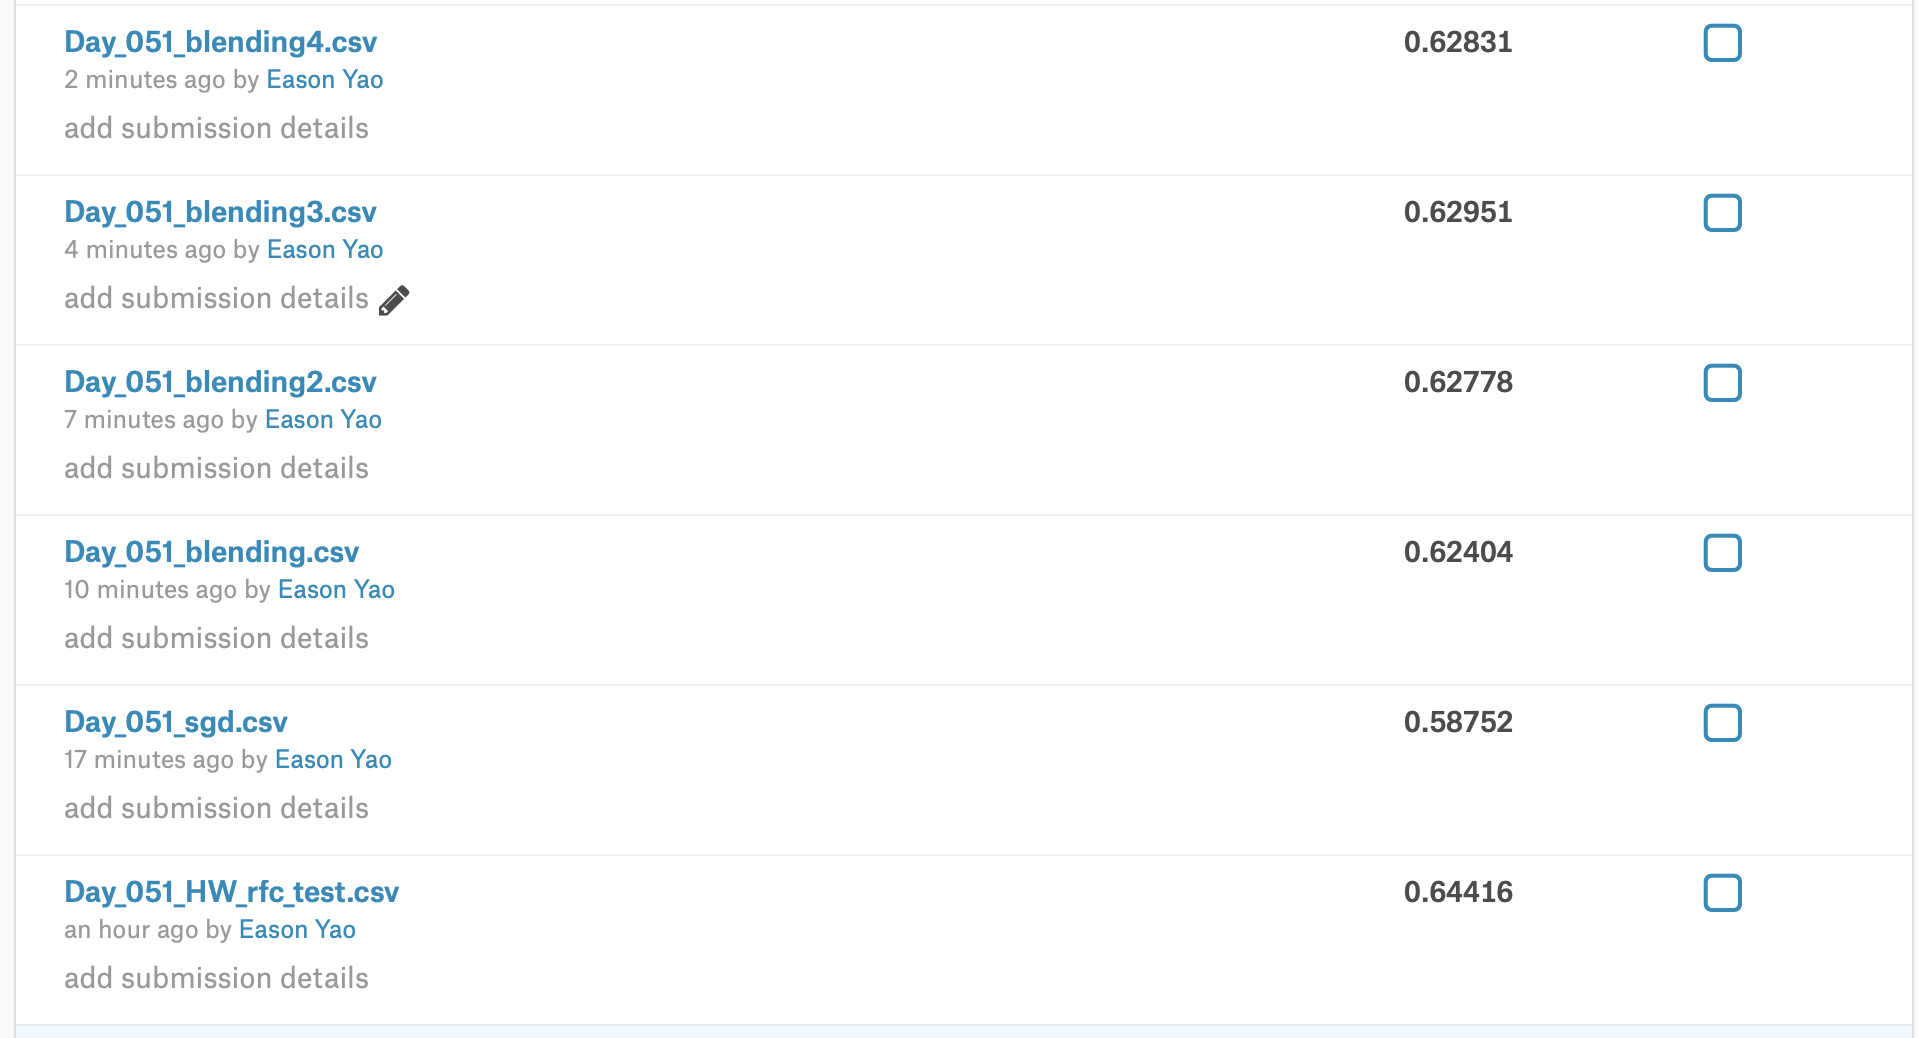 Day_051_blending4.csv 0.62831
2 minutes ago by Eason Yao
add submission details
Day_051_blending3.csv 0.62951
4 minutes ago by Eason Yao
add submission details
Day_051_blending2.csv 0.62778
7 minutes ago by Eason Yao
add submission details
Day_051_blending.csv 0.62404
10 minutes ago by Eason Yao
add submission details
Day_051_sgd.csv 0.58752
17 minutes ago by Eason Yao
add submission details
Day_051_HW_rfc_test.csv 0.64416
an hour ago by Eason Yao
add submission details